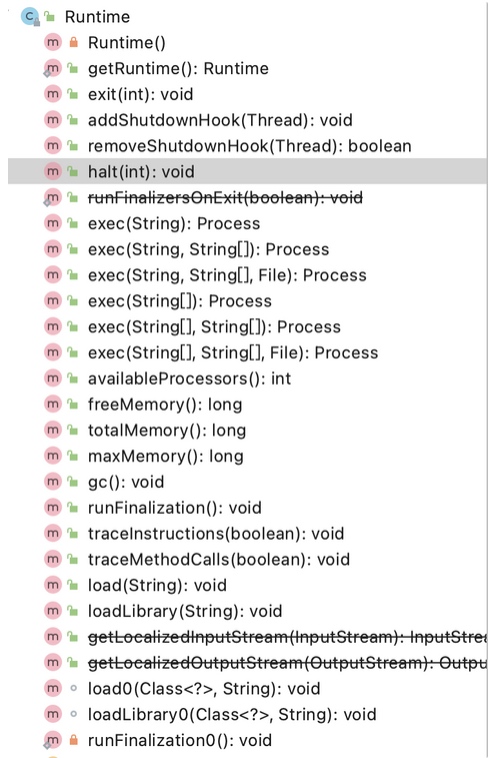 C Runtime
m Runtime()
m getRuntime(): Runtime
m exit(int): void
m addShutdownHook(Thread): void
m removeShutdownHook(Thread): boolean
m halt(int): void
m runFinalizersOnExit(boolean): void
m exec(String): Process
m exec(String, String[]): Process
m exec(String, String[], File): Process
m exec(String[]): Process
m exec(String[], String[]): Process
m exec(String[], String[], File): Process
m availableProcessors(): int
m freeMemory(): long
m totalMemory(): long
m maxMemory(): long
m gc(): void
m runFinalization(): void
m traceInstructions(boolean): void
m traceMethodCalls(boolean): void
m load(String): void
m loadLibrary(String): void
m getLocalizedInputStream(InputStream): InputStre
m getLocalizedOutputStream(OutputStream): Outpu
m load0(Class<?>, String): void
m loadLibrary0(Class<?>, String): void
m runFinalization0(): void